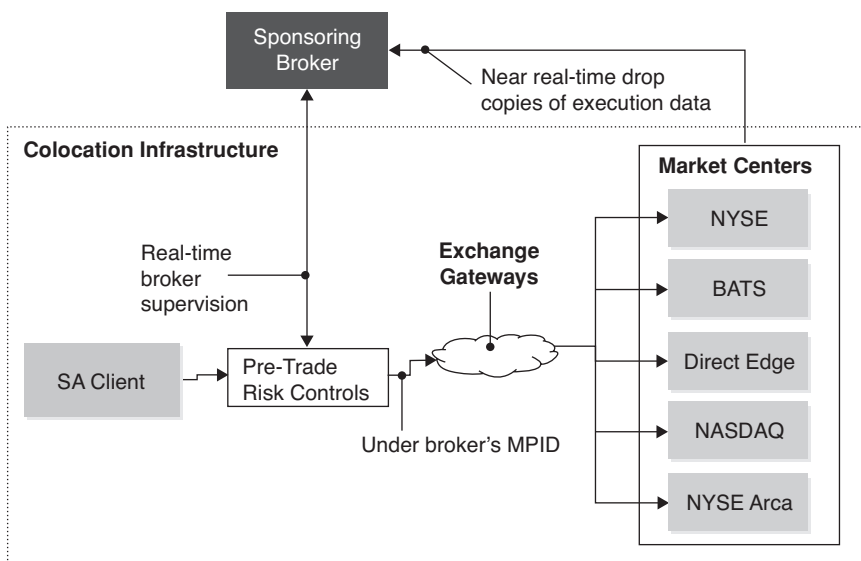 Sponsoring
Broker
Near real-time drop
copies of execution data
Colocation Infrastructure
Market Centers
NYSE
Real-time
broker
supervision
Exchange
Gateways
BATS
SA Client
Pre-Trade
Risk Controls
Direct Edge
Under broker's MPID
NASDAQ
NYSE Arca